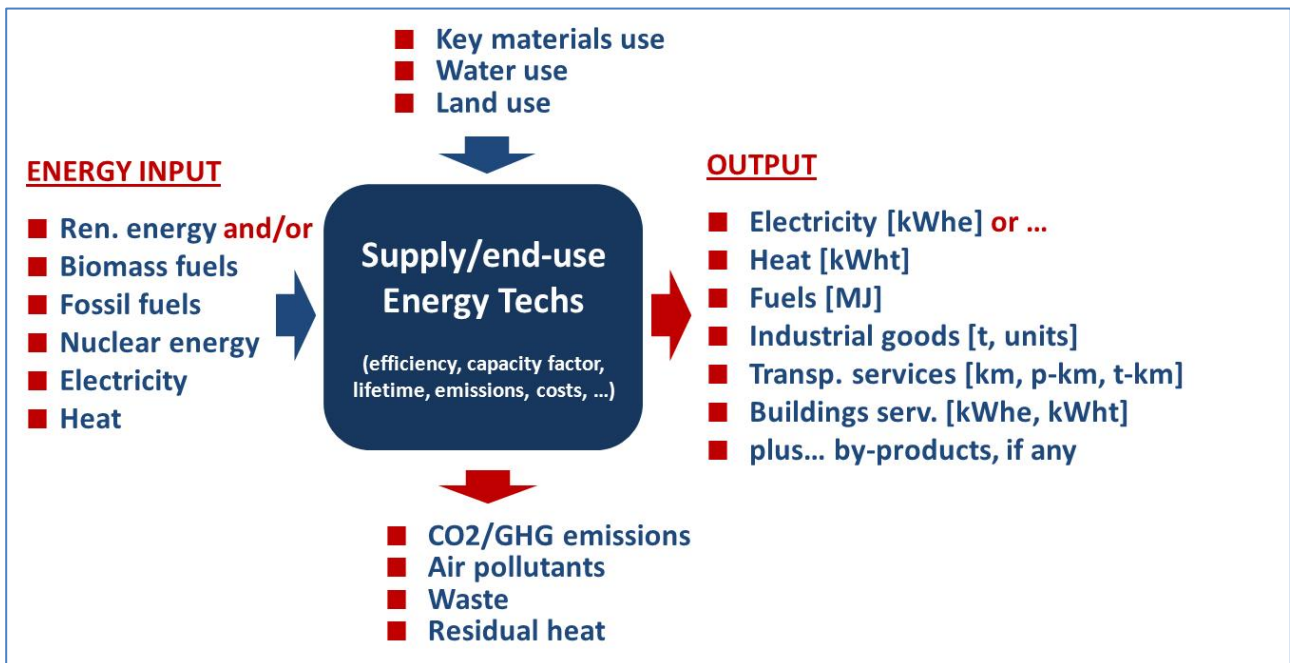 Key materials use
Water use
Land use
ENERGY INPUT
Ren. energy and/or
Biomass fuels
Fossil fuels
Nuclear energy
Electricity
Heat
Supply/end-use
Energy Techs
(efficiency, capacity factor,
lifetime, emissions, costs, ...)
OUTPUT
Electricity [kWhe] or ...
Heat [kWht]
Fuels [MJ]
Industrial goods [t, units]
Transp. services [km, p-km, t-km]
Buildings serv. [kWhe, kWht]
plus... by-products, if any
CO2/GHG emissions
Air pollutants
Waste
Residual heat